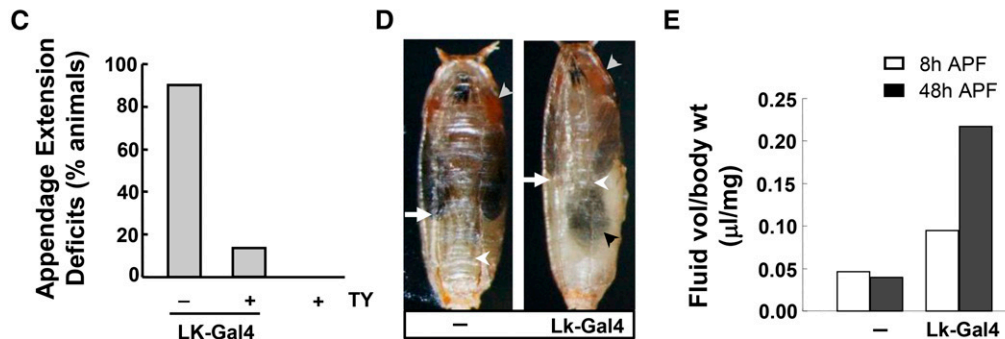 C
Appendage Extension
Deficits (% animals)
100
80
60
40
20
0
– + + TY
LK-Gal4
D
– Lk-Gal4
E
8h APF
48h APF
Fluid vol/body wt
(µl/mg)
0.25
0.20
0.15
0.10
0.05
0.00
– Lk-Gal4